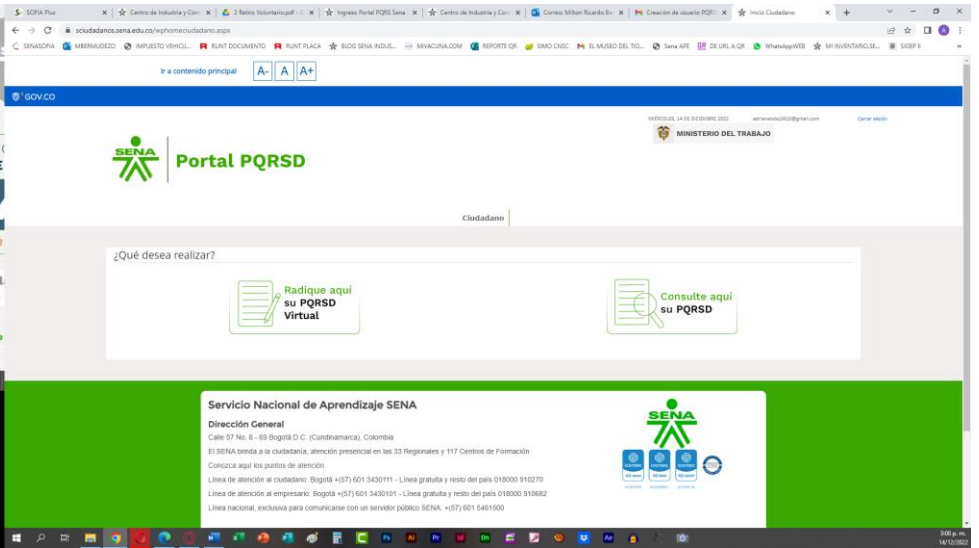 SOFIA Plus
Centro de Industria y Con
2 Retiro Voluntario.pdf
Ingreso Portal PQRS Sena
Centro de Industria y Con
Correo: Milton Ricardo
Creación de usuario PQRS
Inicio Ciudadano
sciudadanos.sena.edu.co/wphomeciudadano.aspx
SENASOFIA
MBERMUDEZO
IMPUESTO VEHICU...
RUNT DOCUMENTO
RUNT PLACA
BLOG SENA INDUS...
MIVACUNA.COM
REPORTE QR
SIMO CNSC
EL MUSEO DEL TIO...
Sena APE
DE URL A QR
WhatsAppWEB
MI INVENTARIO.SE...
SIGEP II
Ir a contenido principal
A- A A+
GOV.CO
MIÉRCOLES, 14 DE DICIEMBRE 2022
Cerrar sesión
MINISTERIO DEL TRABAJO
SENA
Portal PQRSD
Ciudadano
¿Qué desea realizar?
Radique aquí
su PQRSD
Virtual
Consulte aquí
su PQRSD
Servicio Nacional de Aprendizaje SENA
Dirección General
Calle 57 No. 8 - 69 Bogotá D.C. (Cundinamarca), Colombia
El SENA brinda a la ciudadanía, atención presencial en las 33 Regionales y 117 Centros de Formación
Conozca aquí los puntos de atención
Línea de atención al ciudadano: Bogotá +(57) 601 3430111 - Línea gratuita y resto del país 018000 910270
Línea de atención al empresario: Bogotá +(57) 601 3430101 - Línea gratuita y resto del país 018000 910682
Línea nacional, exclusiva para comunicarse con un servidor público SENA: +(57) 601 5461500
SENA
3:00 p. m.
14/12/2022